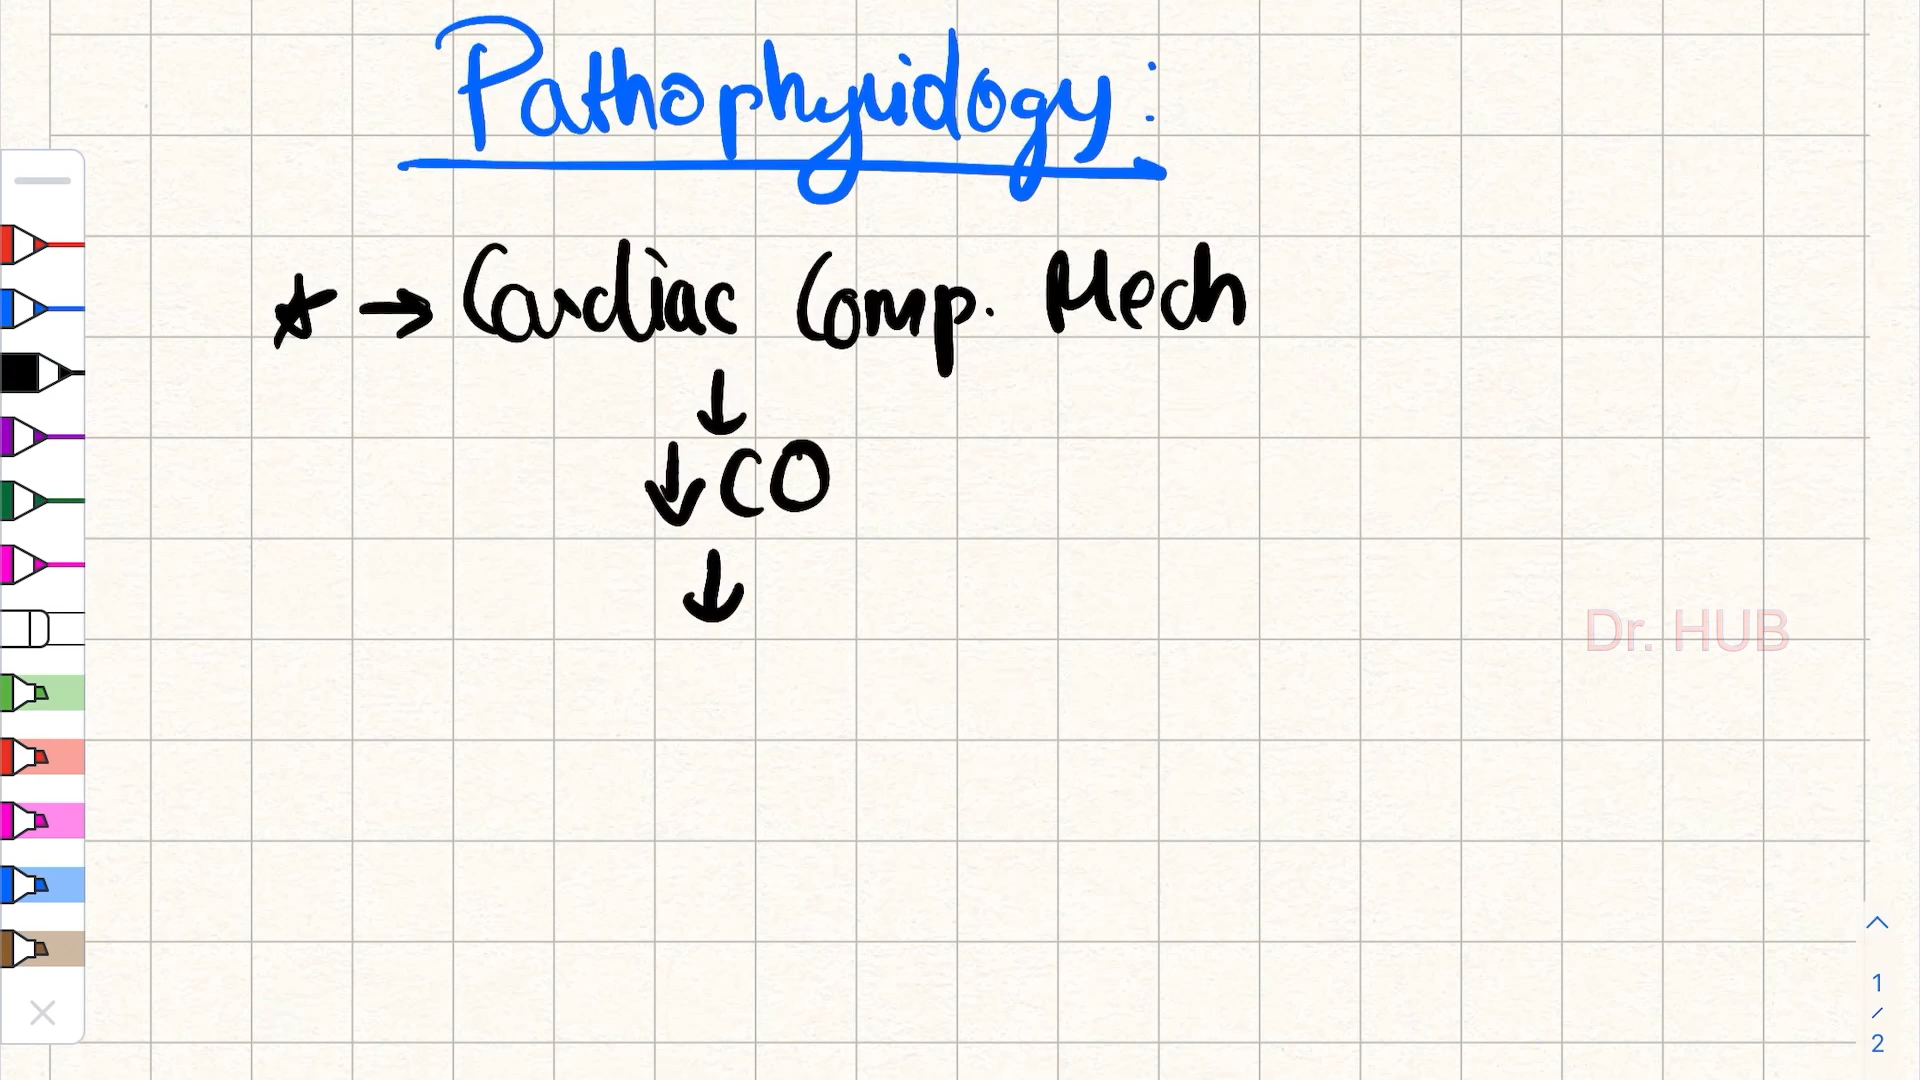 Pathophysiology:
☆ → Cardiac Comp. Mech
↓
↓ CO
↓
Dr. HUB
1
/
2